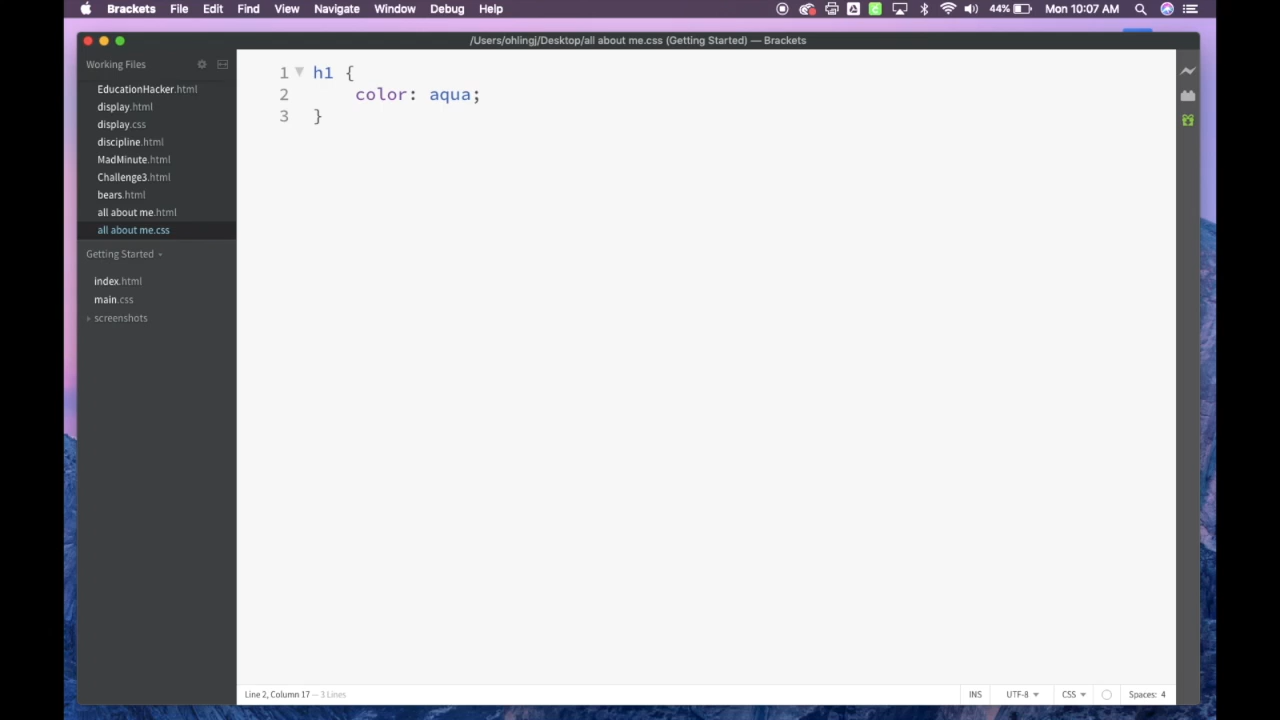 Brackets File Edit Find View Navigate Window Debug Help 44% Mon 10:07 AM
/Users/ohlingj/Desktop/all about me.css (Getting Started) — Brackets
Working Files
EducationHacker.html
display.html
display.css
discipline.html
MadMinute.html
Challenge3.html
bears.html
all about me.html
all about me.css
Getting Started
index.html
main.css
screenshots
1 h1 {
2 color: aqua;
3 }
Line 2, Column 17 — 3 Lines INS UTF-8 CSS Spaces: 4